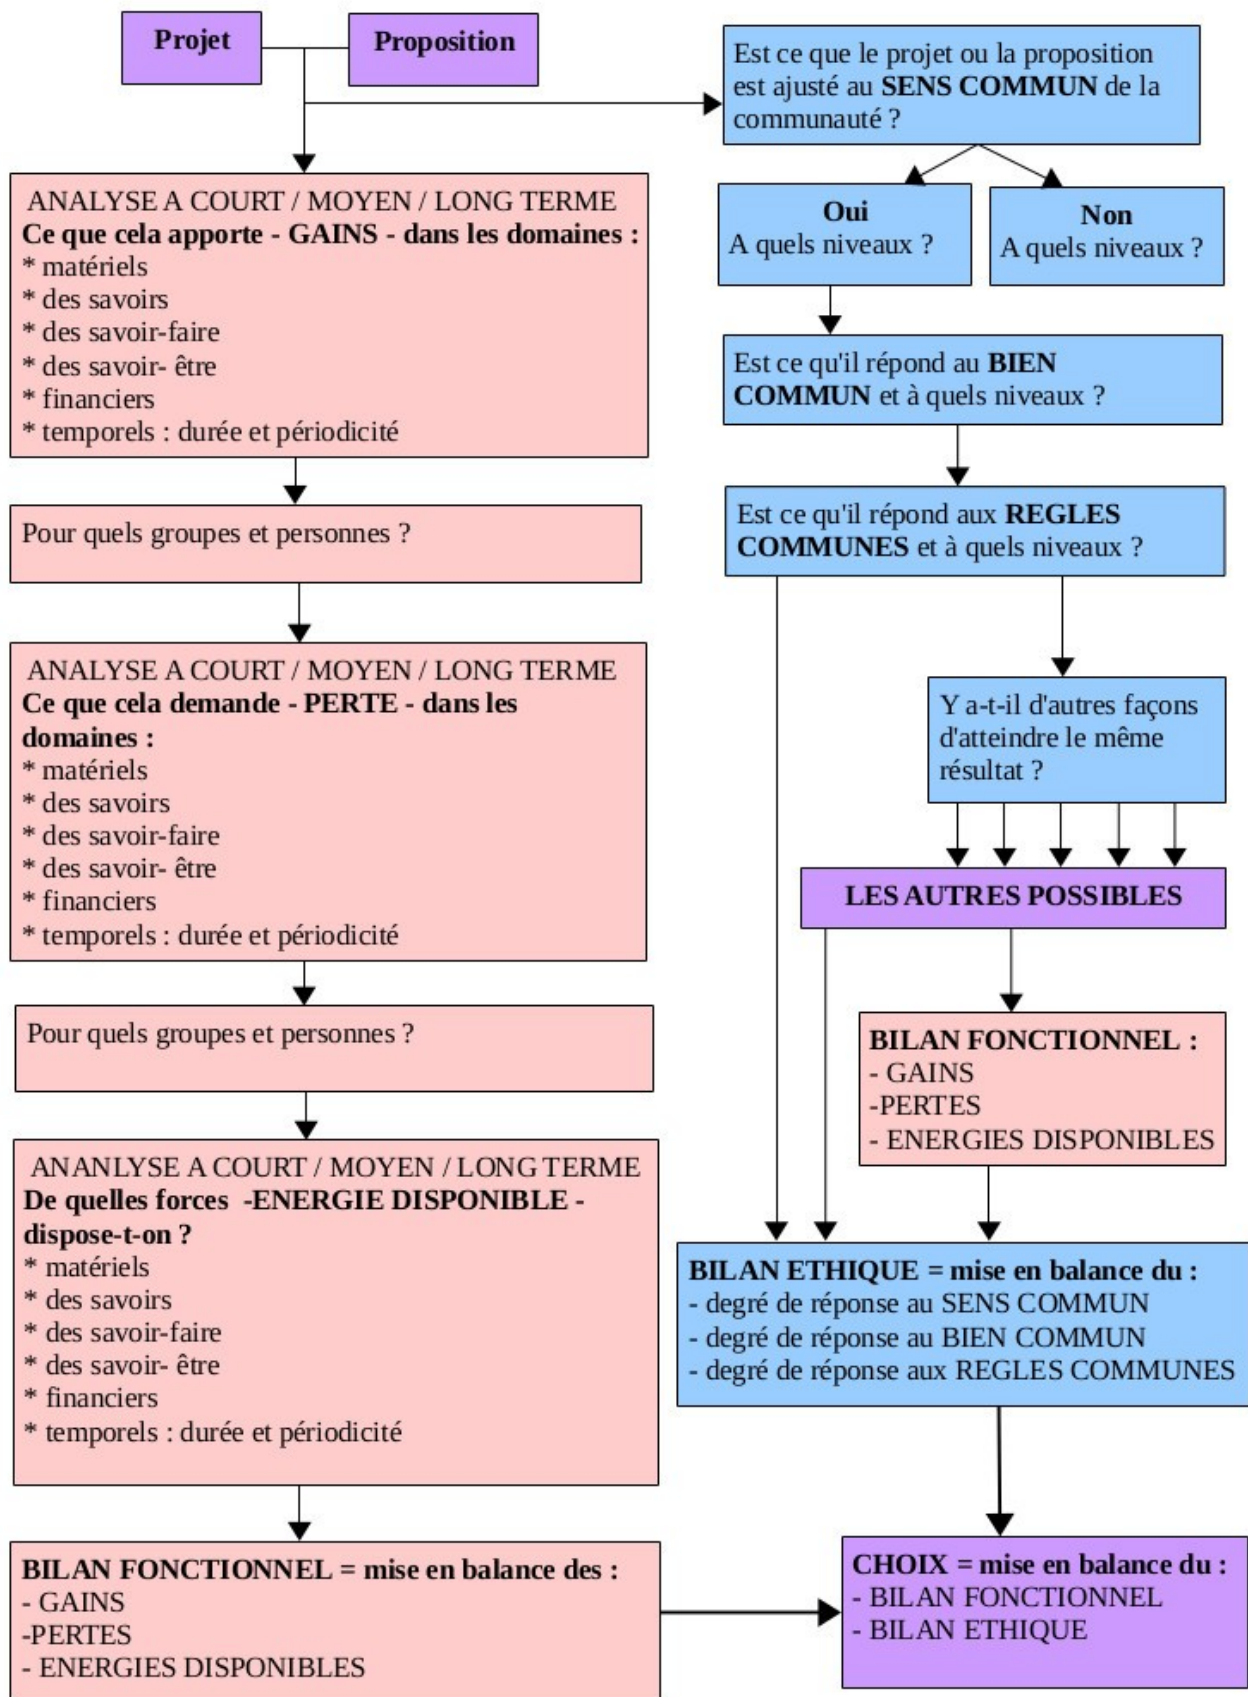 Projet
Proposition
Est ce que le projet ou la proposition
est ajusté au SENS COMMUN de la
communauté ?
Oui
A quels niveaux ?
Non
A quels niveaux ?
Est ce qu'il répond au BIEN
COMMUN et à quels niveaux ?
Est ce qu'il répond aux REGLES
COMMUNES et à quels niveaux ?
Y a-t-il d'autres façons
d'atteindre le même
résultat ?
LES AUTRES POSSIBLES
BILAN FONCTIONNEL :
- GAINS
-PERTES
- ENERGIES DISPONIBLES
BILAN ETHIQUE = mise en balance du :
- degré de réponse au SENS COMMUN
- degré de réponse au BIEN COMMUN
- degré de réponse aux REGLES COMMUNES
ANALYSE A COURT / MOYEN / LONG TERME
Ce que cela apporte - GAINS - dans les domaines :
* matériels
* des savoirs
* des savoir-faire
* des savoir- être
* financiers
* temporels : durée et périodicité
Pour quels groupes et personnes ?
ANALYSE A COURT / MOYEN / LONG TERME
Ce que cela demande - PERTE - dans les
domaines :
* matériels
* des savoirs
* des savoir-faire
* des savoir- être
* financiers
* temporels : durée et périodicité
Pour quels groupes et personnes ?
ANANLYSE A COURT / MOYEN / LONG TERME
De quelles forces -ENERGIE DISPONIBLE -
dispose-t-on ?
* matériels
* des savoirs
* des savoir-faire
* des savoir- être
* financiers
* temporels : durée et périodicité
BILAN FONCTIONNEL = mise en balance des :
- GAINS
-PERTES
- ENERGIES DISPONIBLES
CHOIX = mise en balance du :
- BILAN FONCTIONNEL
- BILAN ETHIQUE